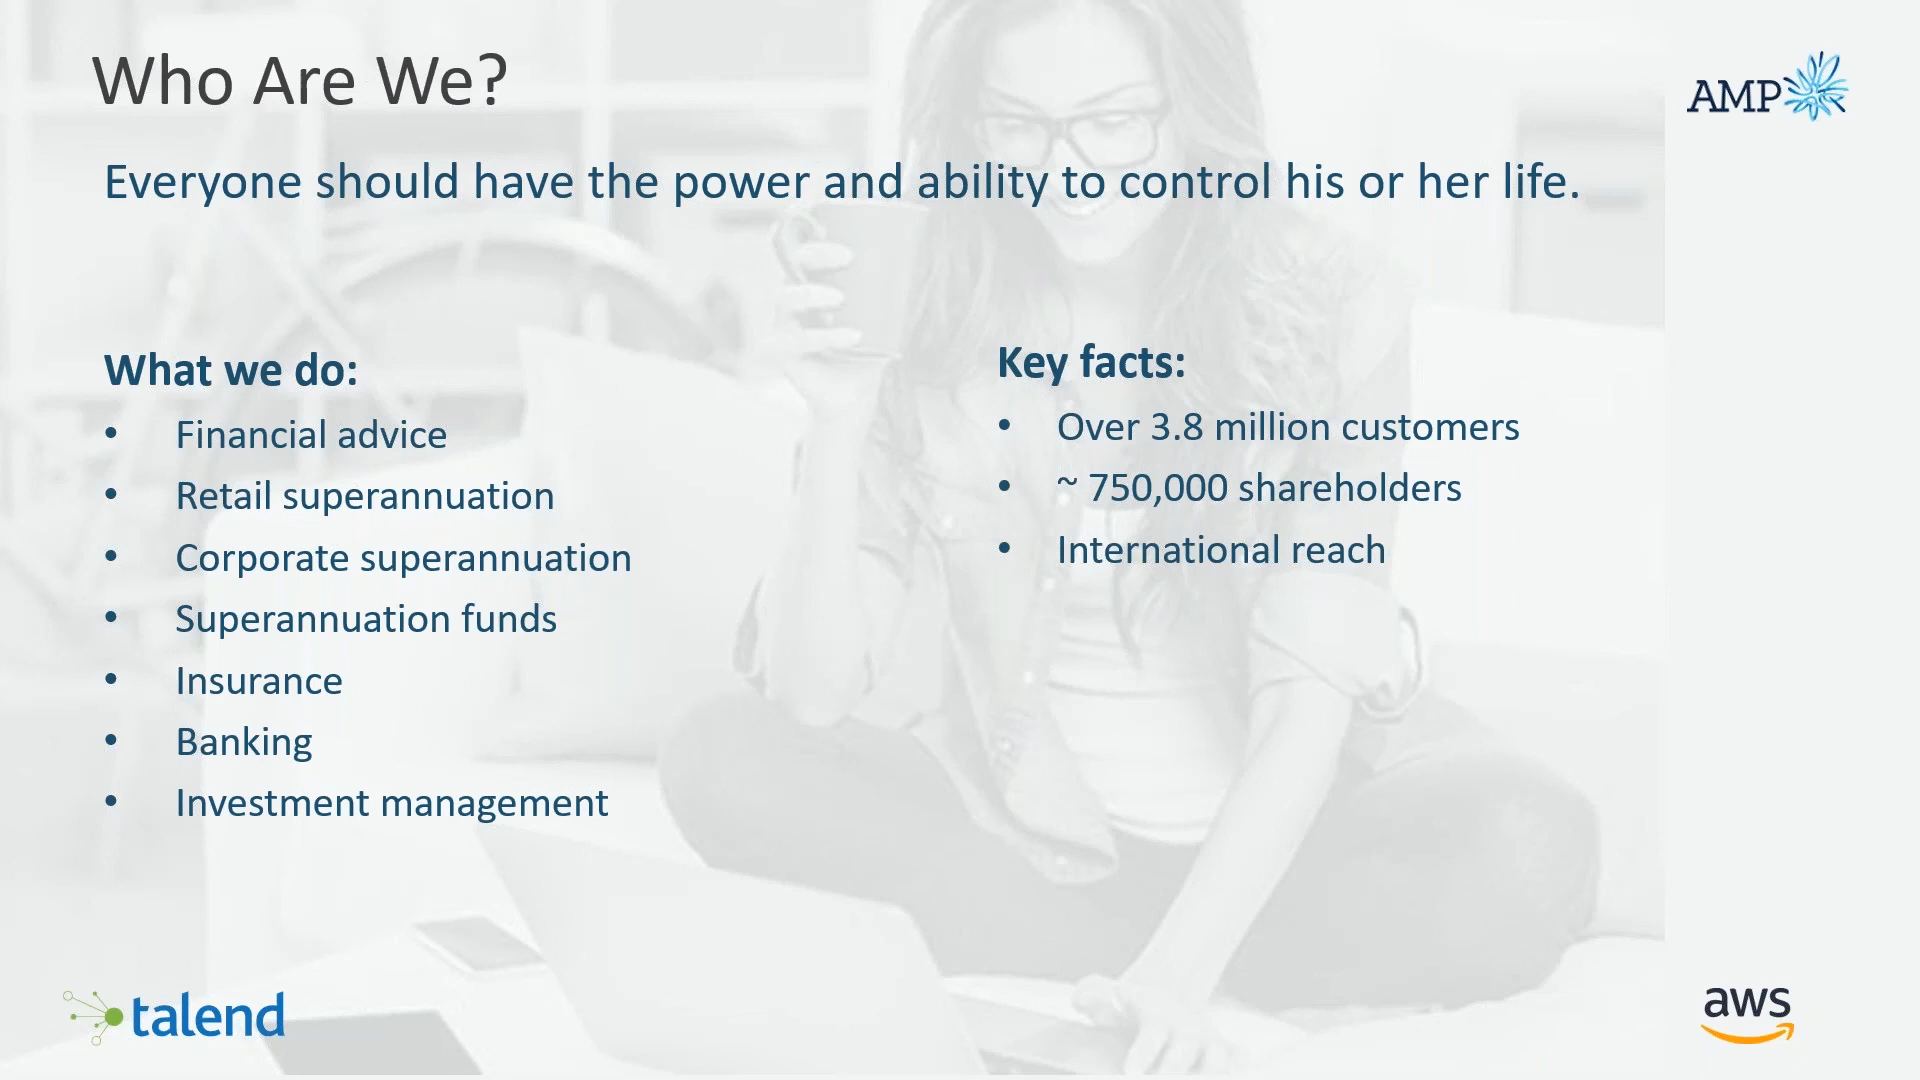 Who Are We?
AMP
Everyone should have the power and ability to control his or her life.
What we do:
• Financial advice
• Retail superannuation
• Corporate superannuation
• Superannuation funds
• Insurance
• Banking
• Investment management
Key facts:
• Over 3.8 million customers
• ~ 750,000 shareholders
• International reach
talend
aws